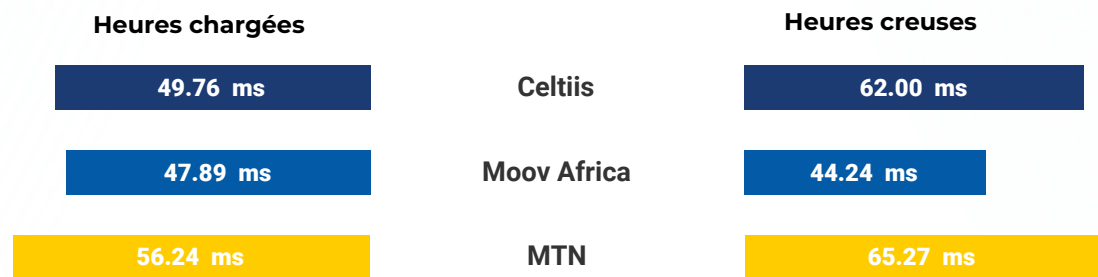 Heures chargées
Heures creuses
49.76 ms
Celtiis
62.00 ms
47.89 ms
Moov Africa
44.24 ms
56.24 ms
MTN
65.27 ms